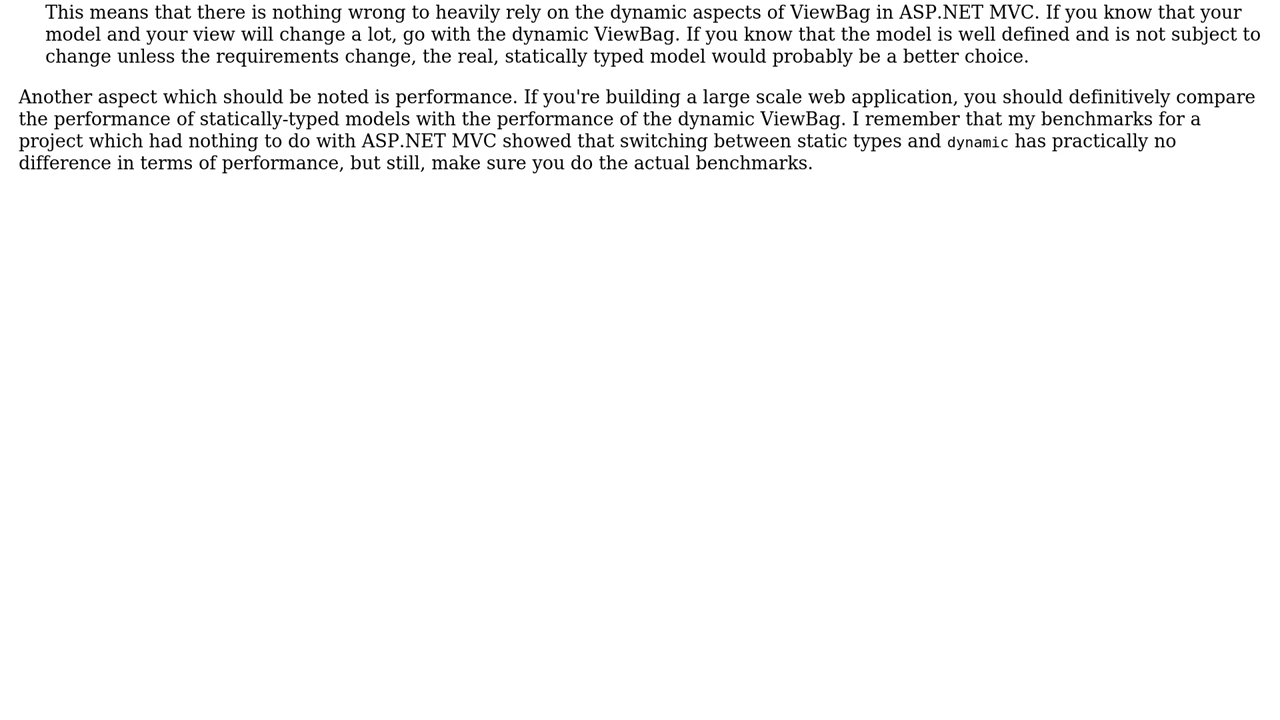 This means that there is nothing wrong to heavily rely on the dynamic aspects of ViewBag in ASP.NET MVC. If you know that your
model and your view will change a lot, go with the dynamic ViewBag. If you know that the model is well defined and is not subject to
change unless the requirements change, the real, statically typed model would probably be a better choice.
Another aspect which should be noted is performance. If you're building a large scale web application, you should definitively compare
the performance of statically-typed models with the performance of the dynamic ViewBag. I remember that my benchmarks for a
project which had nothing to do with ASP.NET MVC showed that switching between static types and dynamic has practically no
difference in terms of performance, but still, make sure you do the actual benchmarks.